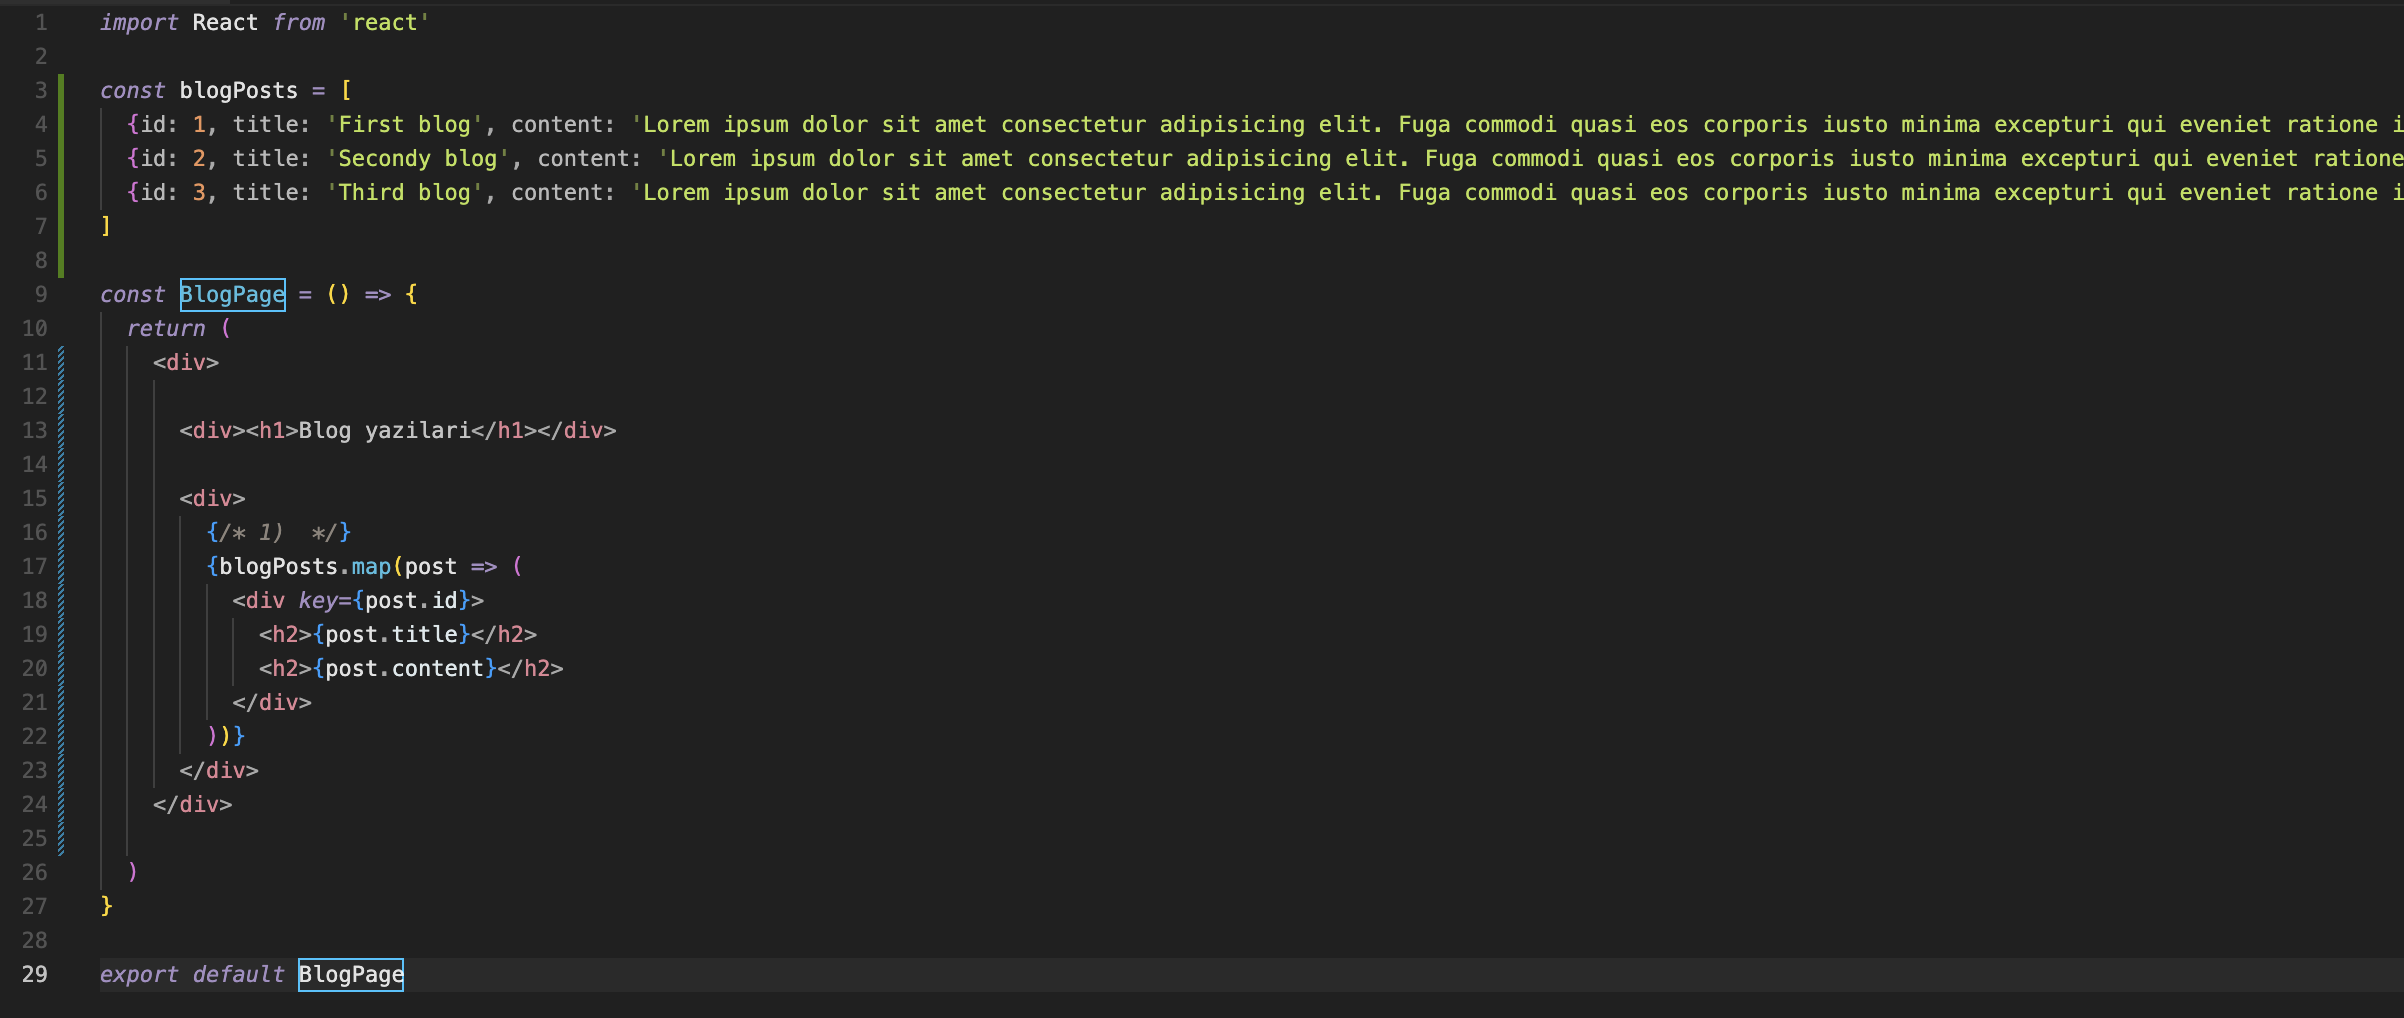 1 import React from 'react'
2
3 const blogPosts = [
4 {id: 1, title: 'First blog', content: 'Lorem ipsum dolor sit amet consectetur adipisicing elit. Fuga commodi quasi eos corporis iusto minima excepturi qui eveniet ratione i
5 {id: 2, title: 'Secondy blog', content: 'Lorem ipsum dolor sit amet consectetur adipisicing elit. Fuga commodi quasi eos corporis iusto minima excepturi qui eveniet ratione
6 {id: 3, title: 'Third blog', content: 'Lorem ipsum dolor sit amet consectetur adipisicing elit. Fuga commodi quasi eos corporis iusto minima excepturi qui eveniet ratione i
7 ]
8
9 const BlogPage = () => {
10 return (
11 <div>
12
13 <div><h1>Blog yazilari</h1></div>
14
15 <div>
16 {/* 1)  */}
17 {blogPosts.map(post => (
18 <div key={post.id}>
19 <h2>{post.title}</h2>
20 <h2>{post.content}</h2>
21 </div>
22 ))}
23 </div>
24 </div>
25
26 )
27 }
28
29 export default BlogPage